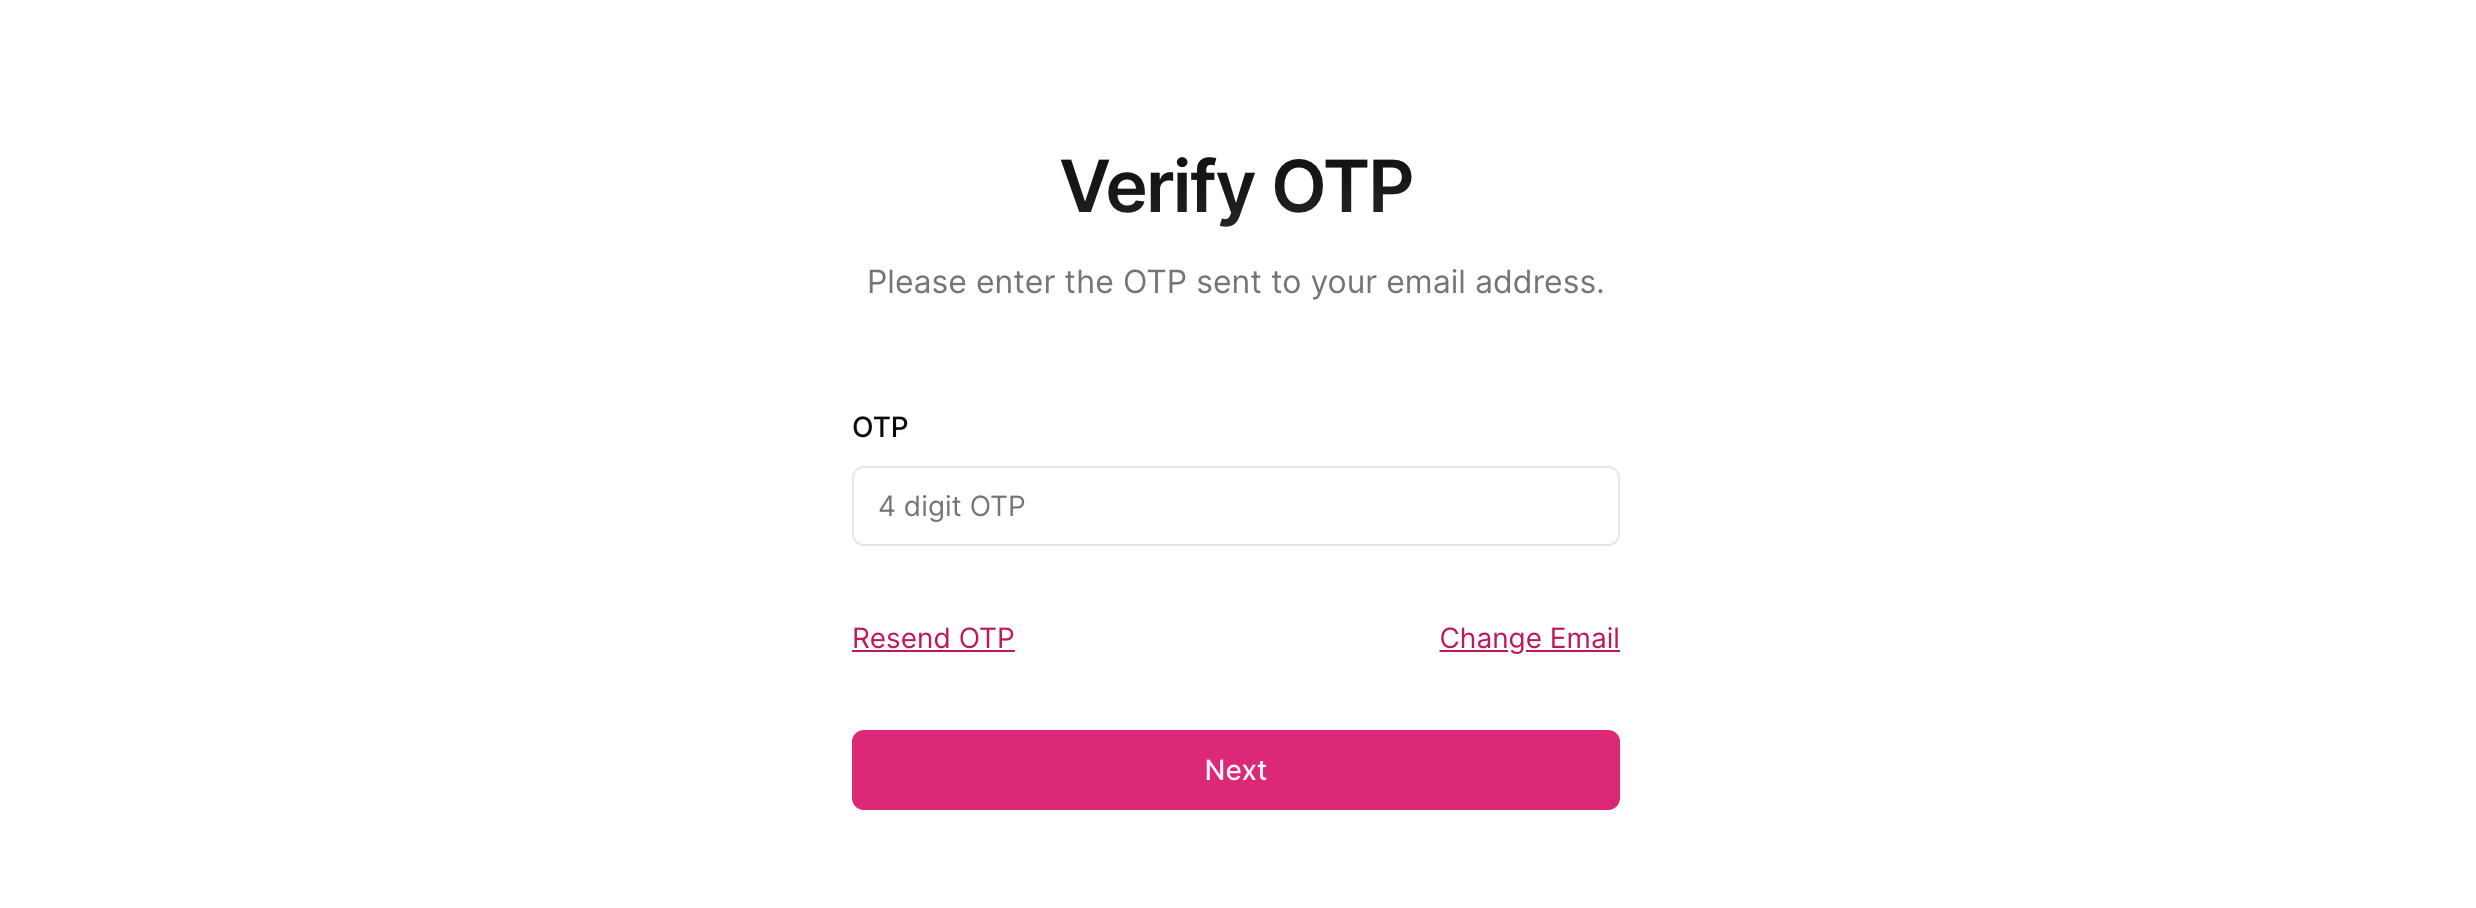 Verify OTP
Please enter the OTP sent to your email address.
OTP
4 digit OTP
Resend OTP
Change Email
Next